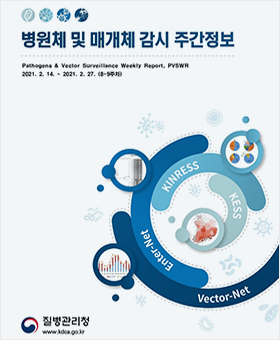 병원체 및 매개체 감시 주간정보
Pathogens & Vector Surveillance Weekly Report, PVSWR
2021. 2. 14. ~ 2021. 2. 27. (8-9주차)
KINRESS
KESS
Enter-Net
Vector-Net
질병관리청
www.kdca.go.kr